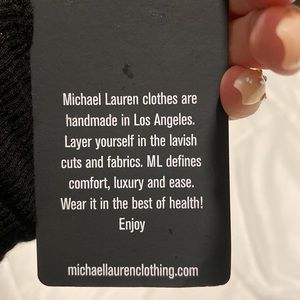 Michael Lauren clothes are
handmade in Los Angeles.
Layer yourself in the lavish
cuts and fabrics. ML defines
comfort, luxury and ease.
Wear it in the best of health!
Enjoy
michaellaurenclothing.com